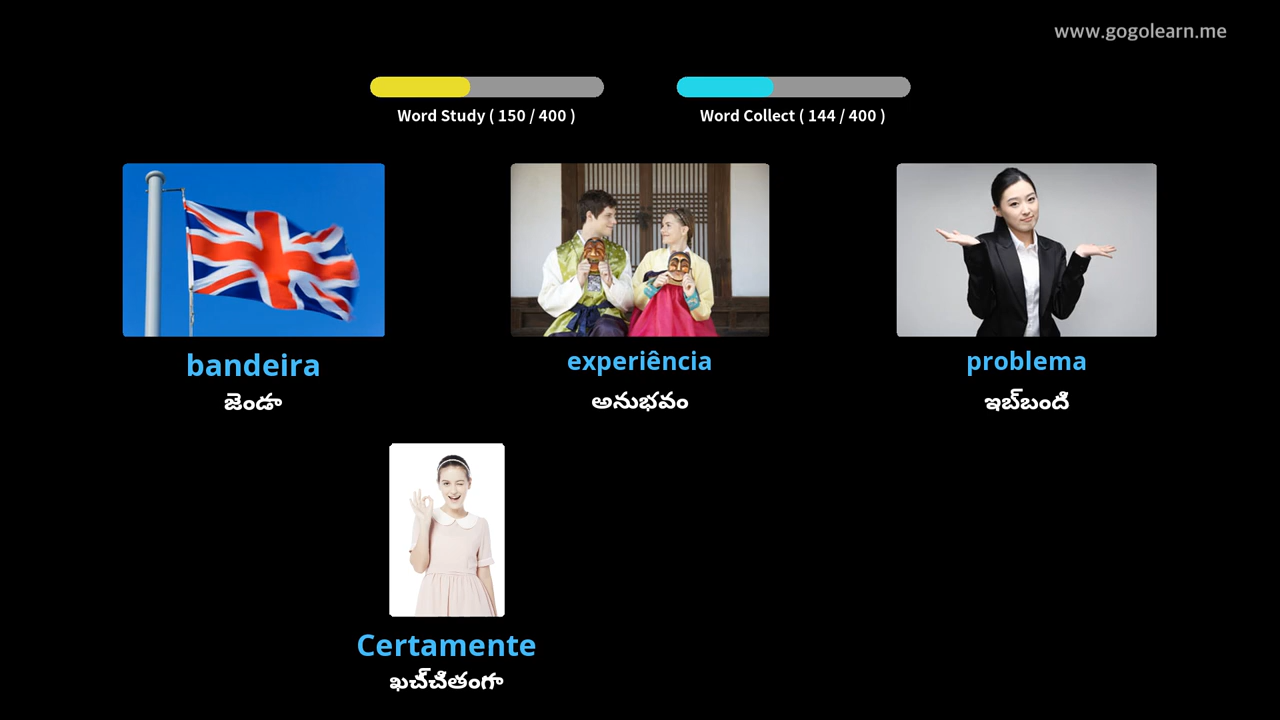 www.gogolearn.me
Word Study ( 150 / 400 )
Word Collect ( 144 / 400 )
bandeira
experiência
problema
జెండా
అనుభవం
ఇబ్బంది
Certamente
ఖచ్చితంగా